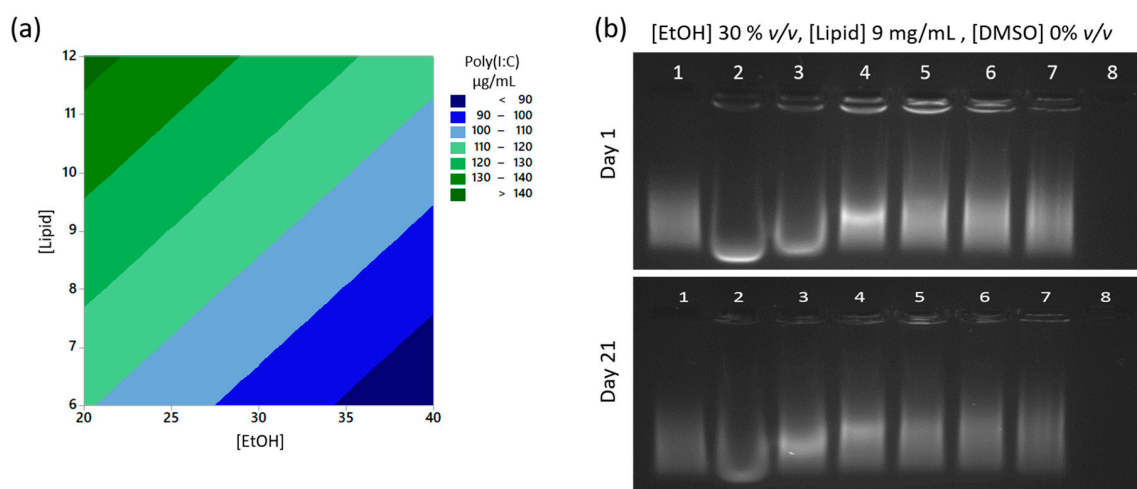 (a)
12
11
10
9
8
7
6
[Lipid]
20 25 30 35 40
[EtOH]
Poly(I:C)
µg/mL
< 90
90 – 100
100 – 110
110 – 120
120 – 130
130 – 140
> 140
(b) [EtOH] 30 % v/v, [Lipid] 9 mg/mL , [DMSO] 0% v/v
Day 1
1 2 3 4 5 6 7 8
Day 21
1 2 3 4 5 6 7 8